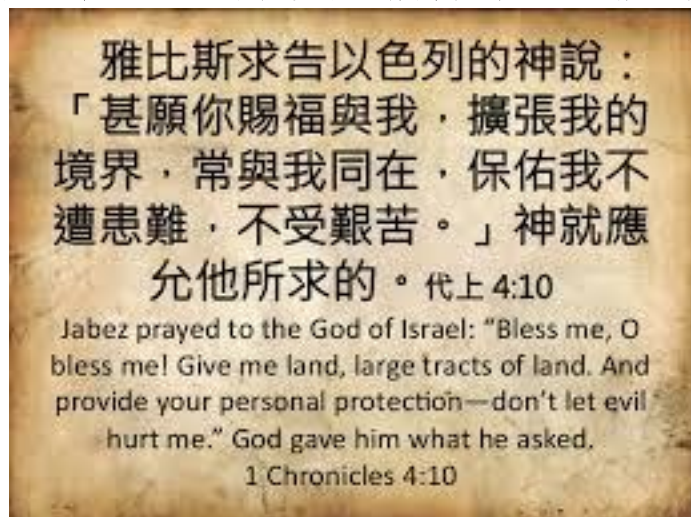 雅比斯求告以色列的神說：
「甚願你賜福與我，擴張我的
境界，常與我同在，保佑我不
遭患難，不受艱苦。」神就應
允他所求的。代上 4:10
Jabez prayed to the God of Israel: “Bless me, O
bless me! Give me land, large tracts of land. And
provide your personal protection—don’t let evil
hurt me.” God gave him what he asked.
1 Chronicles 4:10